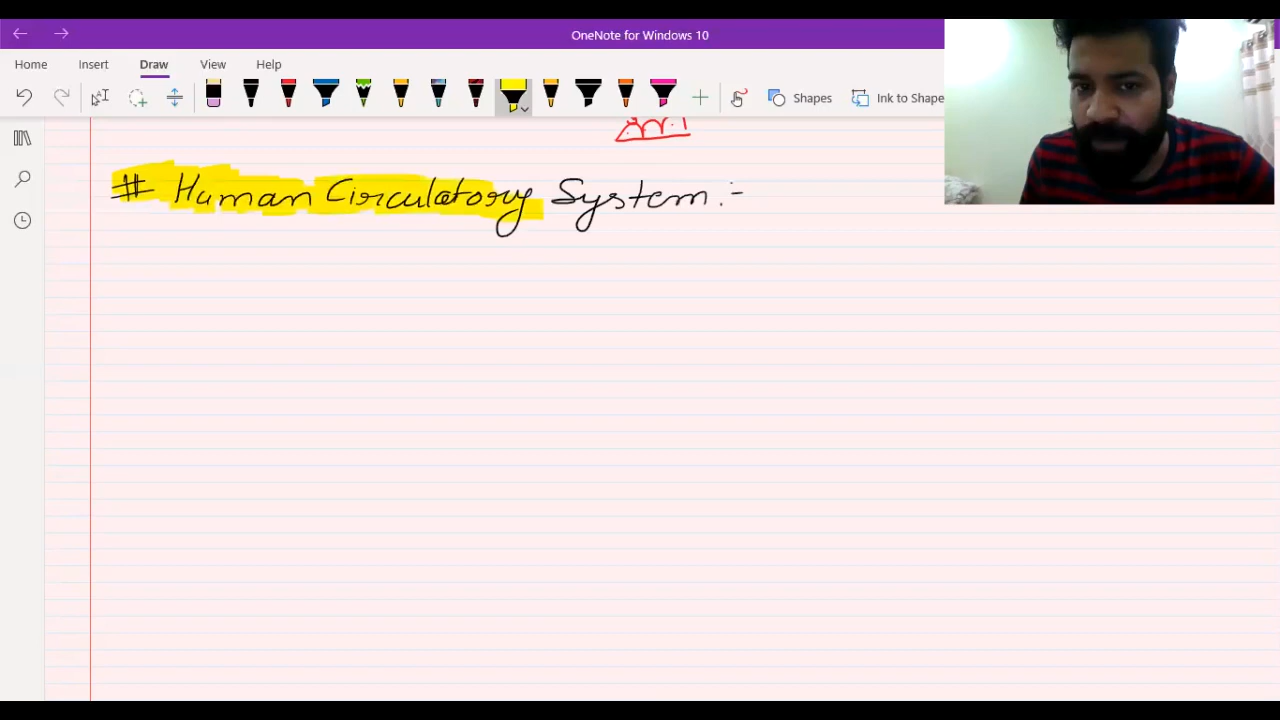 OneNote for Windows 10
Home Insert Draw View Help
Shapes Ink to Shape
# Human Circulatory System :-